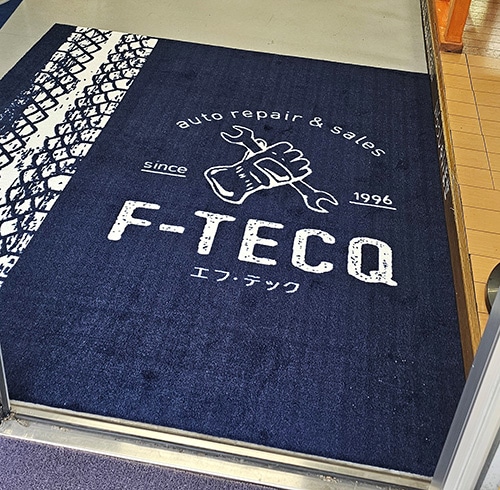 auto repair & sales
since 1996
F-TECQ
エフ・テック